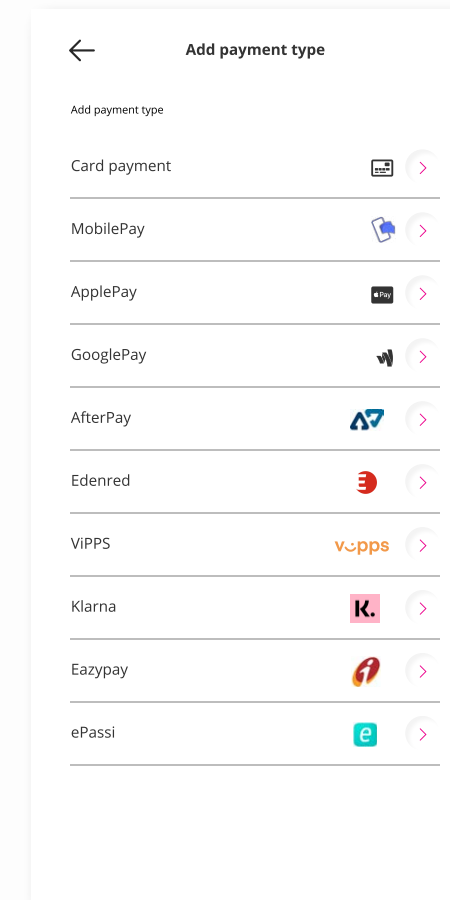 Add payment type
Add payment type
Card payment
MobilePay
ApplePay
Pay
GooglePay
AfterPay
Edenred
ViPPS
vipps
Klarna
K.
Eazypay
i
ePassi
e